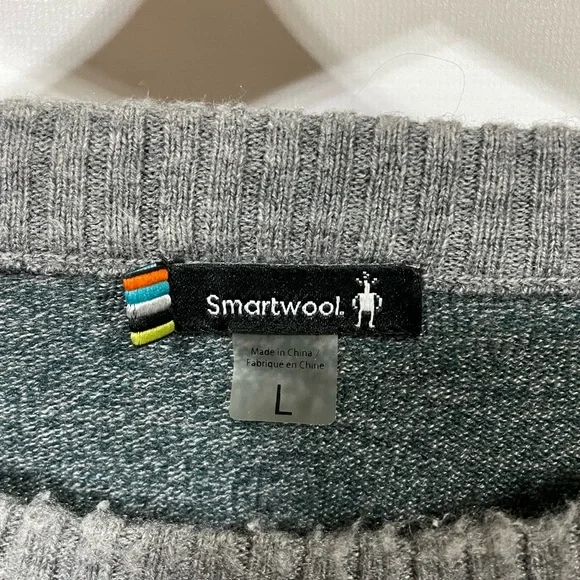 Smartwool.
Made in China /
Fabriqué en Chine
L